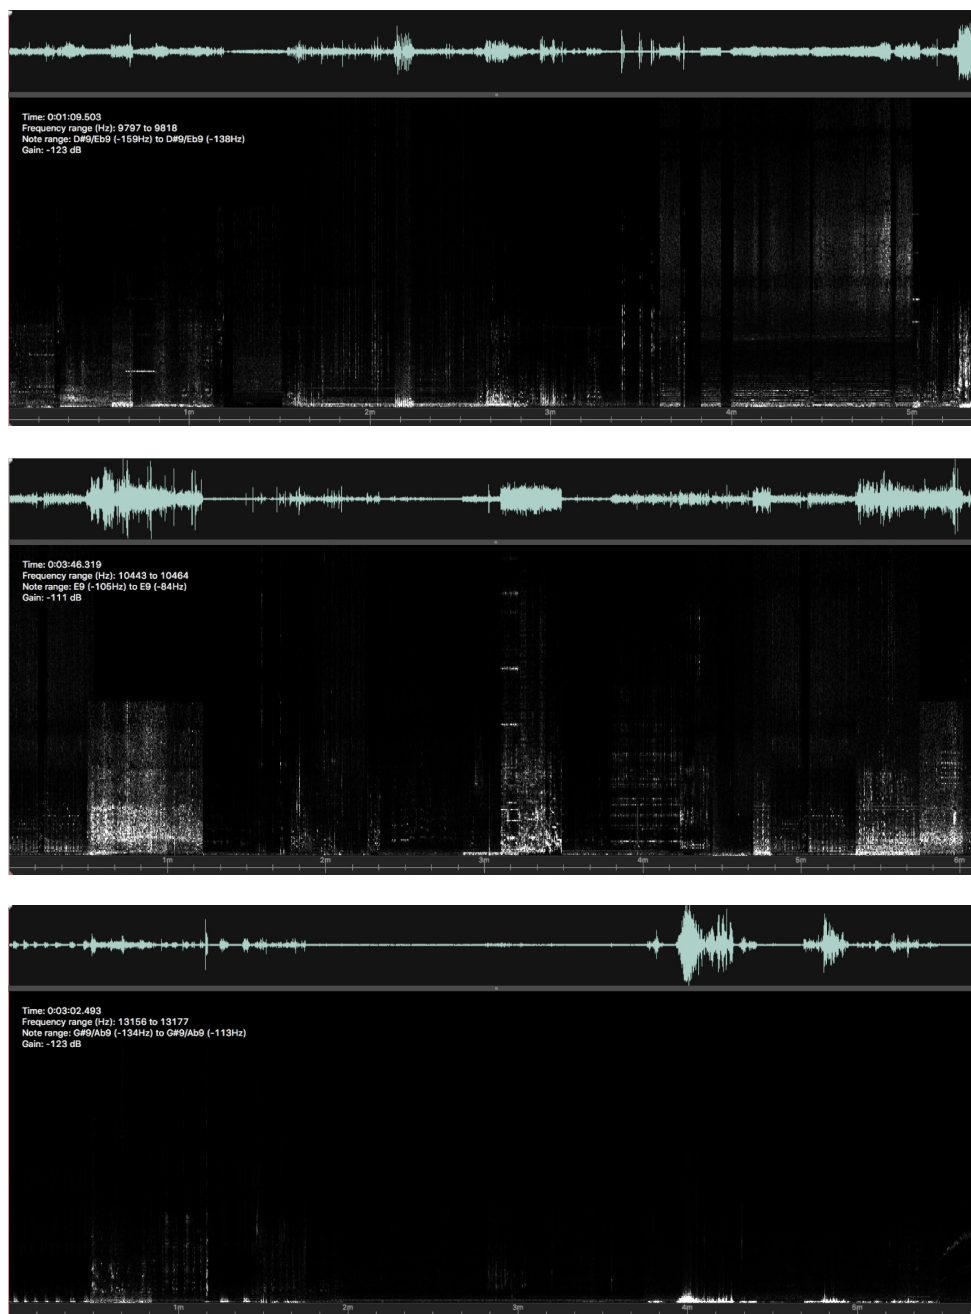 Time: 0:01:09.503
Frequency range (Hz): 9797 to 9818
Note range: D#9/Eb9 (-159Hz) to D#9/Eb9 (-138Hz)
Gain: -123 dB
1m 2m 3m 4m 5m
Time: 0:03:46.319
Frequency range (Hz): 10443 to 10464
Note range: E9 (-105Hz) to E9 (-84Hz)
Gain: -111 dB
1m 2m 3m 4m 5m 6m
Time: 0:03:02.493
Frequency range (Hz): 13156 to 13177
Note range: G#9/Ab9 (-134Hz) to G#9/Ab9 (-113Hz)
Gain: -123 dB
1m 2m 3m 4m 5m